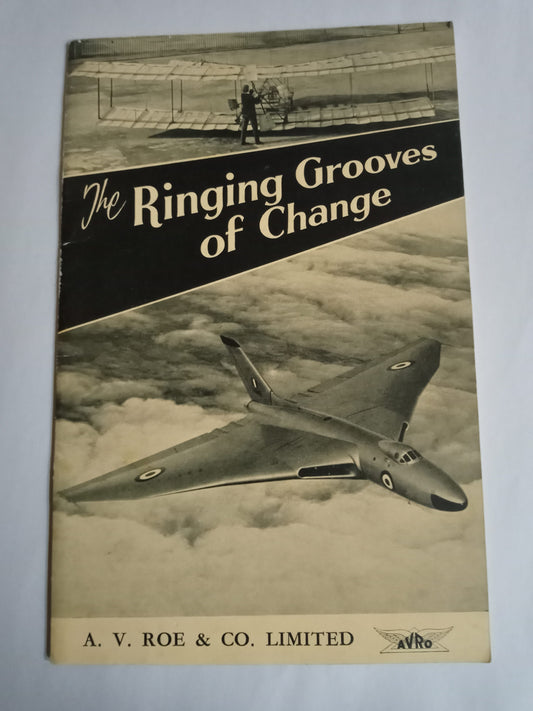 The Ringing Grooves
of Change
A. V. ROE & CO. LIMITED
AVRO